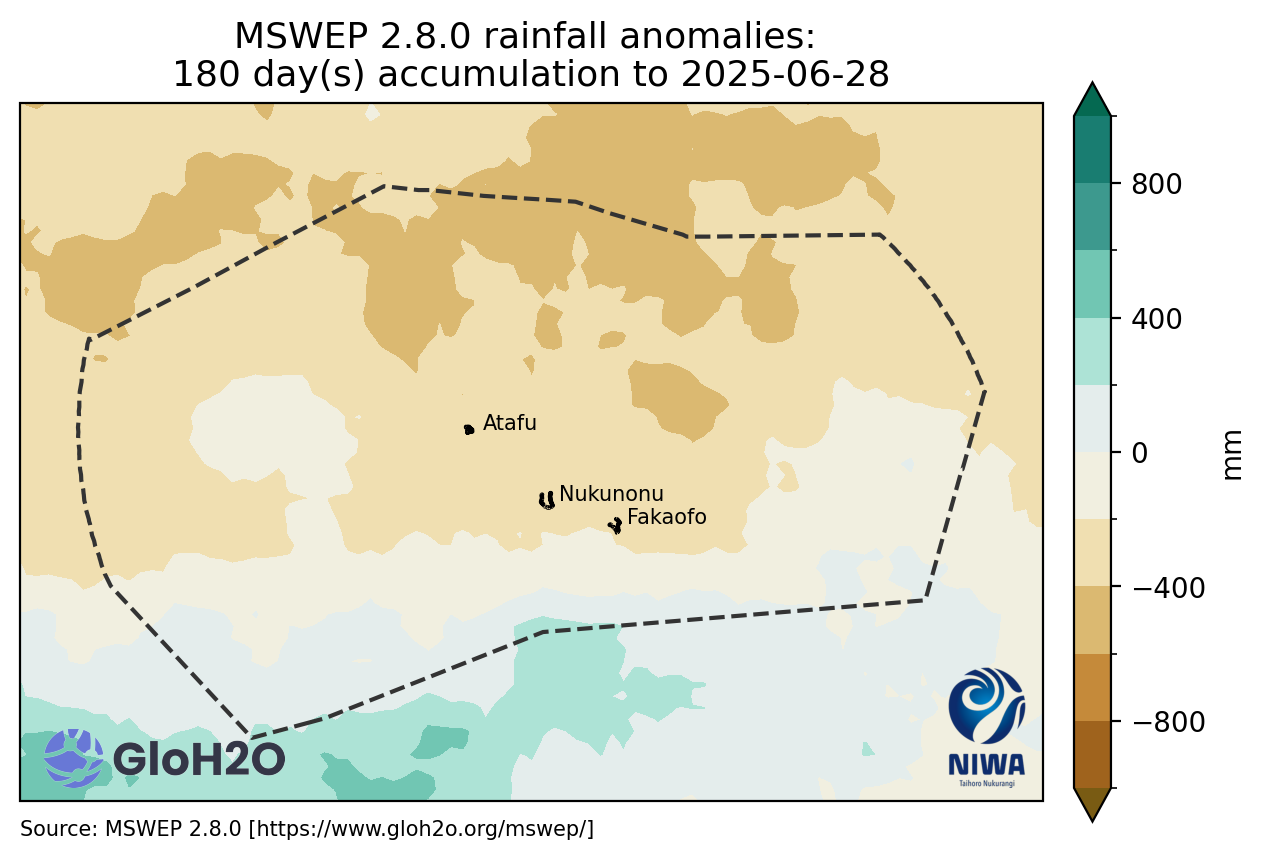 MSWEP 2.8.0 rainfall anomalies:
180 day(s) accumulation to 2025-06-28
800
400
0
−400
−800
mm
Atafu
Nukunonu
Fakaofo
GloH2O
NIWA
Taihoro Nukurangi
Source: MSWEP 2.8.0 [https://www.gloh2o.org/mswep/]